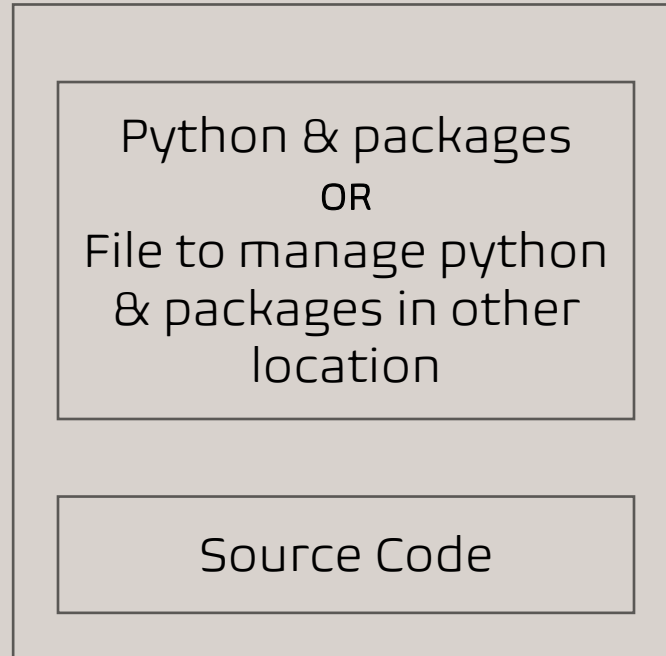 Python & packages
OR
File to manage python
& packages in other
location
Source Code